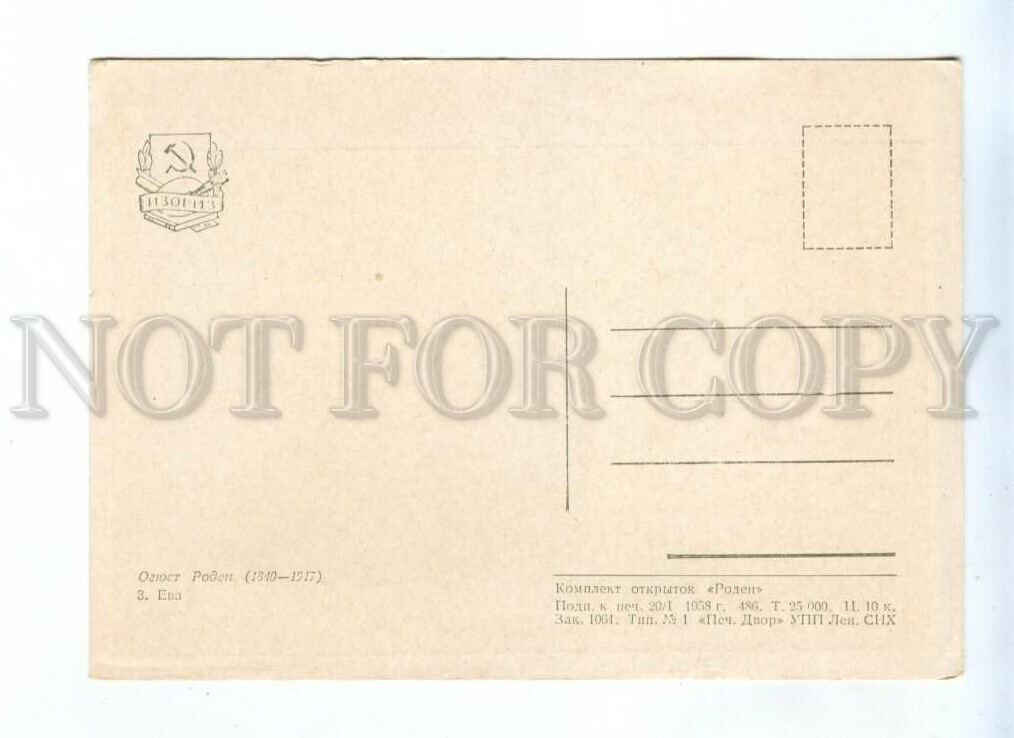 ИЗОГИЗ
NOT FOR COPY
Огюст Роден (1840—1917)
3. Ева
Комплект открыток «Роден»
Подп. к печ. 20/I 1958 г. 486. Т. 25 000. Ц. 10 к.
Зак. 1061. Тип. № 1 «Печ. Двор» УПП Лен. СНХ